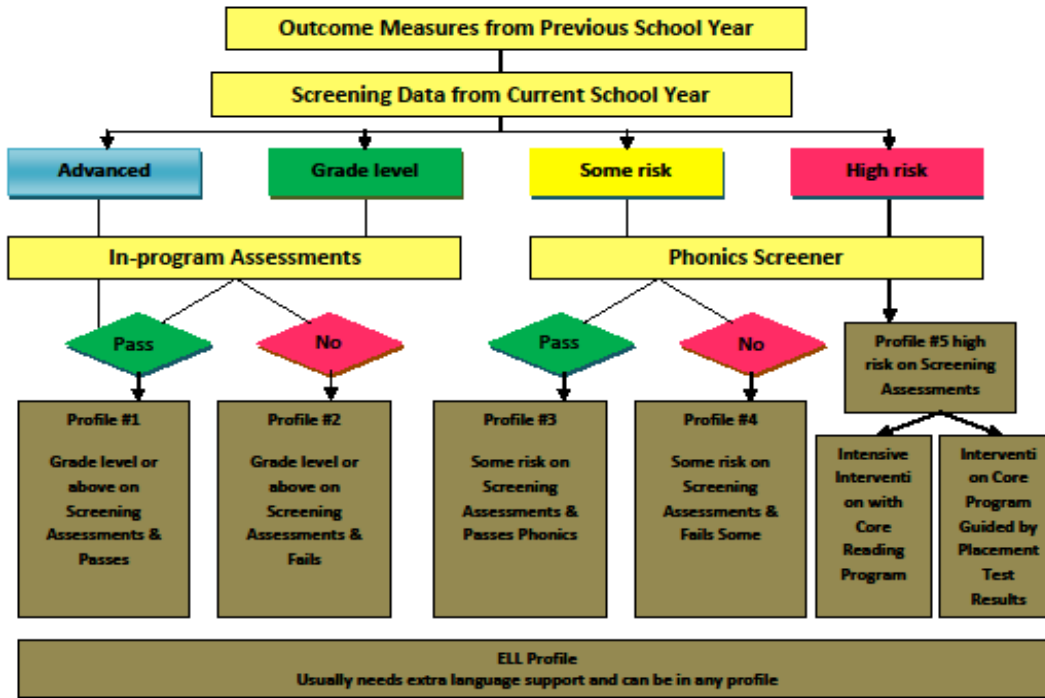 Outcome Measures from Previous School Year
Screening Data from Current School Year
Advanced
Grade level
Some risk
High risk
In-program Assessments
Phonics Screener
Pass
No
Pass
No
Profile #5 high
risk on Screening
Assessments
Profile #1
Grade level or
above on
Screening
Assessments &
Passes
Profile #2
Grade level or
above on
Screening
Assessments &
Fails
Profile #3
Some risk on
Screening
Assessments &
Passes Phonics
Profile #4
Some risk on
Screening
Assessments &
Fails Some
Intensive
Interventi
on with
Core
Reading
Program
Interventi
on Core
Program
Guided by
Placement
Test
Results
ELL Profile
Usually needs extra language support and can be in any profile